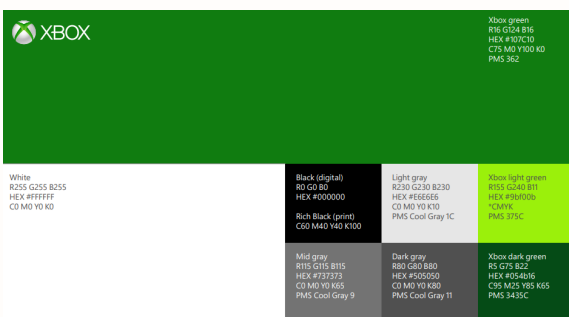 XBOX
Xbox green
R16 G124 B16
HEX #107C10
C75 M0 Y100 K0
PMS 362
White
R255 G255 B255
HEX #FFFFFF
C0 M0 Y0 K0
Black (digital)
R0 G0 B0
HEX #000000
Rich Black (print)
C60 M40 Y40 K100
Light gray
R230 G230 B230
HEX #E6E6E6
C0 M0 Y0 K10
PMS Cool Gray 1C
Xbox light green
R155 G240 B11
HEX #9bf00b
*CMYK
PMS 375C
Mid gray
R115 G115 B115
HEX #737373
C0 M0 Y0 K65
PMS Cool Gray 9
Dark gray
R80 G80 B80
HEX #505050
C0 M0 Y0 K80
PMS Cool Gray 11
Xbox dark green
R5 G75 B22
HEX #054b16
C95 M25 Y85 K65
PMS 3435C